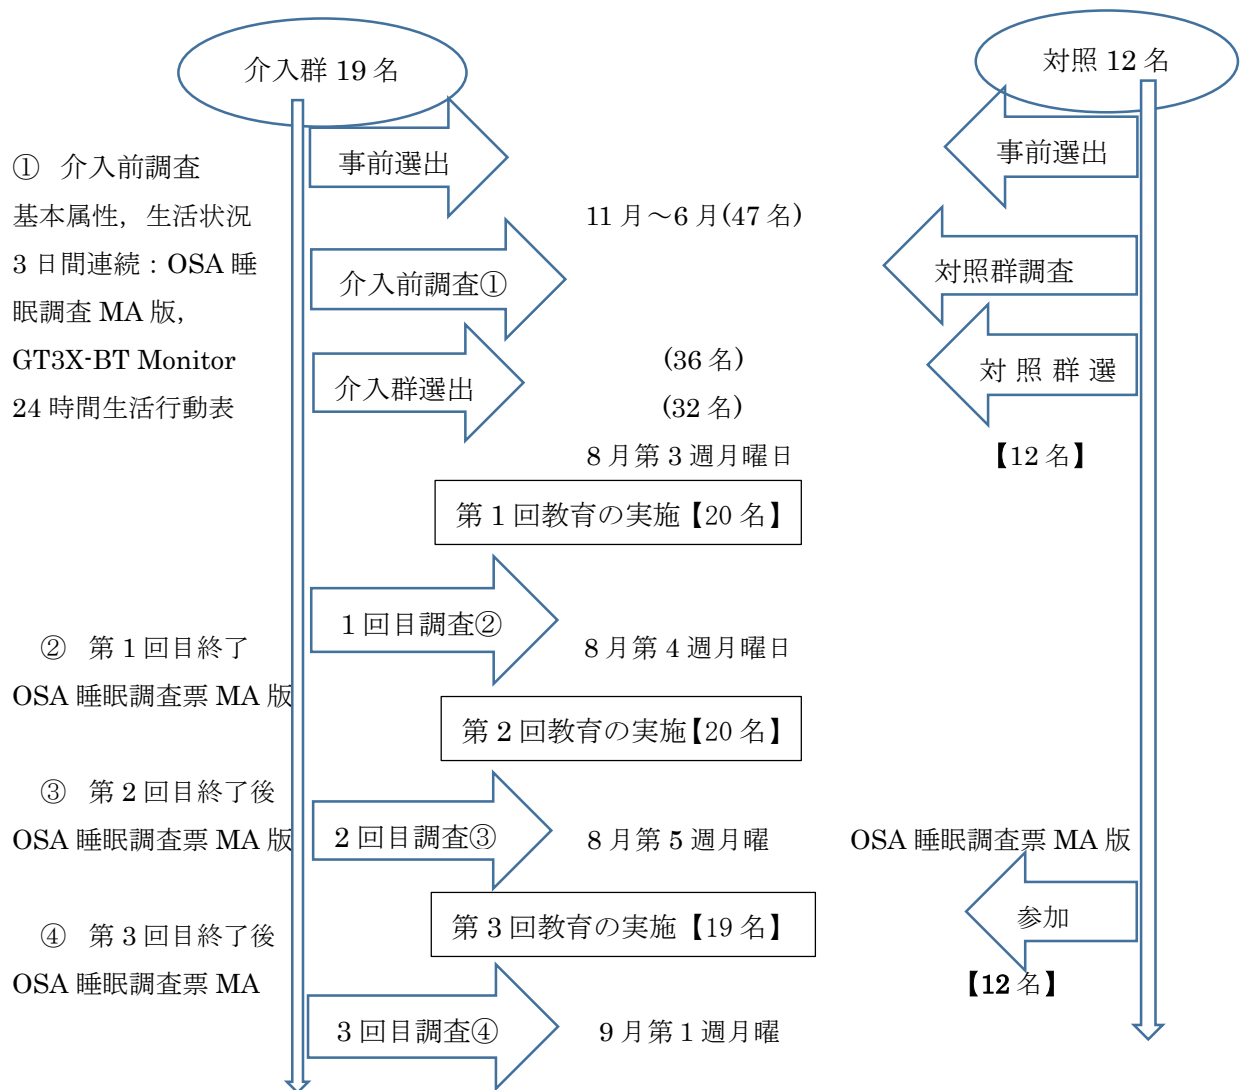 介入群 19 名
対照 12 名
事前選出
事前選出
① 介入前調査
基本属性，生活状況
3 日間連続：OSA 睡
眠調査 MA 版，
GT3X-BT Monitor
24 時間生活行動表
11 月～6 月(47 名)
介入前調査①
対照群調査
介入群選出
(36 名)
(32 名)
対 照 群 選
8 月第 3 週月曜日
【12 名】
第 1 回教育の実施【20 名】
1 回目調査②
8 月第 4 週月曜日
② 第 1 回目終了
OSA 睡眠調査票 MA 版
第 2 回教育の実施【20 名】
③ 第 2 回目終了後
OSA 睡眠調査票 MA 版
2 回目調査③
8 月第 5 週月曜
OSA 睡眠調査票 MA 版
第 3 回教育の実施【19 名】
参加
④ 第 3 回目終了後
OSA 睡眠調査票 MA
【12 名】
3 回目調査④
9 月第 1 週月曜